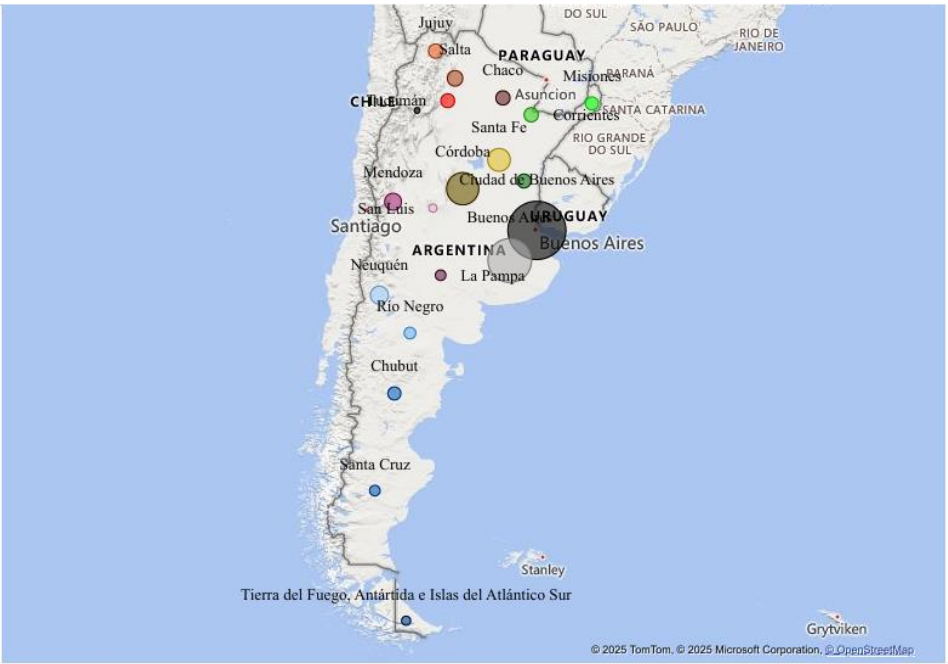 DO SUL
Jujuy
SÃO PAULO
RIO DE
JANEIRO
Salta
PARAGUAY
Chaco
Misiones
PARANÁ
CHILE
Tucumán
Asuncion
Corrientes
SANTA CATARINA
Santa Fe
RIO GRANDE
DO SUL
Córdoba
Mendoza
Ciudad de Buenos Aires
San Luis
Buenos Aires
URUGUAY
Santiago
Buenos Aires
ARGENTINA
Neuquén
La Pampa
Río Negro
Chubut
Santa Cruz
Stanley
Tierra del Fuego, Antártida e Islas del Atlántico Sur
Grytviken
© 2025 TomTom, © 2025 Microsoft Corporation, © OpenStreetMap